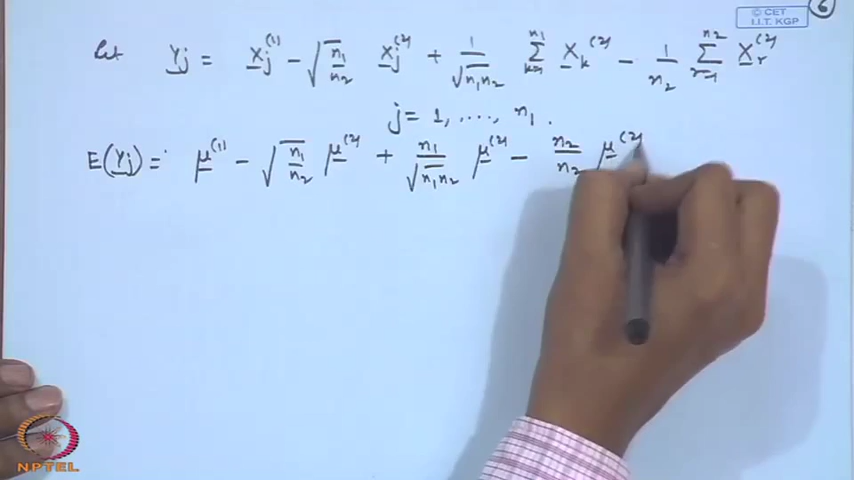 © CET
I.I.T. KGP
6
let Yj = Xj^(1) − √(n1/n2) Xj^(2) + 1/√(n1n2) Σ_{k=1}^{n1} Xk^(2) − 1/n2 Σ_{r=1}^{n2} Xr^(2)
j = 1, ..., n1.
E(Yj) = μ^(1) − √(n1/n2) μ^(2) + n1/√(n1n2) μ^(2) − n2/n2 μ^(2)
NPTEL